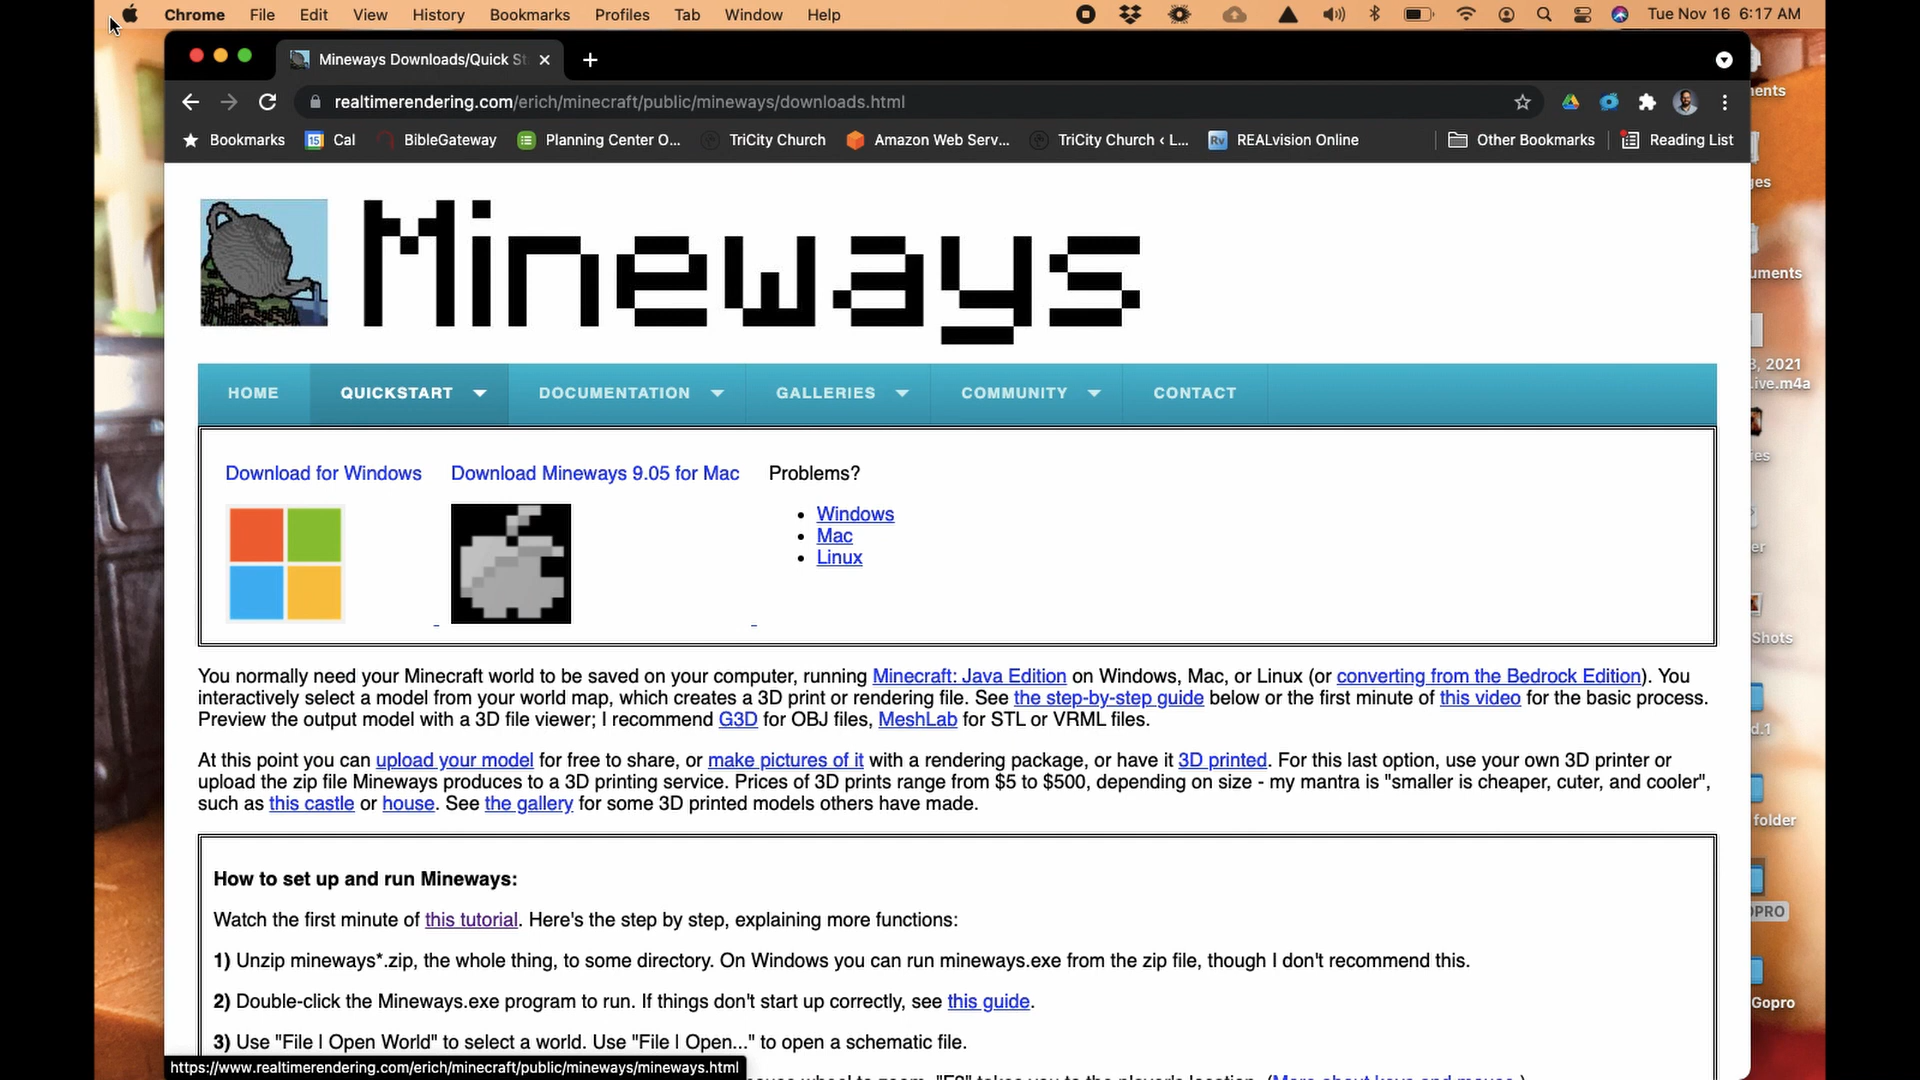 Chrome File Edit View History Bookmarks Profiles Tab Window Help Tue Nov 16 6:17 AM
Mineways Downloads/Quick St
realtimerendering.com/erich/minecraft/public/mineways/downloads.html
Bookmarks 15 Cal BibleGateway Planning Center O... TriCity Church Amazon Web Serv... TriCity Church ‹ L... Rv REALvision Online Other Bookmarks Reading List
Mineways
HOME QUICKSTART DOCUMENTATION GALLERIES COMMUNITY CONTACT
Download for Windows Download Mineways 9.05 for Mac Problems?
• Windows
• Mac
• Linux
You normally need your Minecraft world to be saved on your computer, running Minecraft: Java Edition on Windows, Mac, or Linux (or converting from the Bedrock Edition). You
interactively select a model from your world map, which creates a 3D print or rendering file. See the step-by-step guide below or the first minute of this video for the basic process.
Preview the output model with a 3D file viewer; I recommend G3D for OBJ files, MeshLab for STL or VRML files.
At this point you can upload your model for free to share, or make pictures of it with a rendering package, or have it 3D printed. For this last option, use your own 3D printer or
upload the zip file Mineways produces to a 3D printing service. Prices of 3D prints range from $5 to $500, depending on size - my mantra is "smaller is cheaper, cuter, and cooler",
such as this castle or house. See the gallery for some 3D printed models others have made.
How to set up and run Mineways:
Watch the first minute of this tutorial. Here's the step by step, explaining more functions:
1) Unzip mineways*.zip, the whole thing, to some directory. On Windows you can run mineways.exe from the zip file, though I don't recommend this.
2) Double-click the Mineways.exe program to run. If things don't start up correctly, see this guide.
3) Use "File | Open World" to select a world. Use "File | Open..." to open a schematic file.
https://www.realtimerendering.com/erich/minecraft/public/mineways/mineways.html
ents
ges
uments
3, 2021
.ive.m4a
ies
er
Shots
d.1
folder
OPRO
Gopro